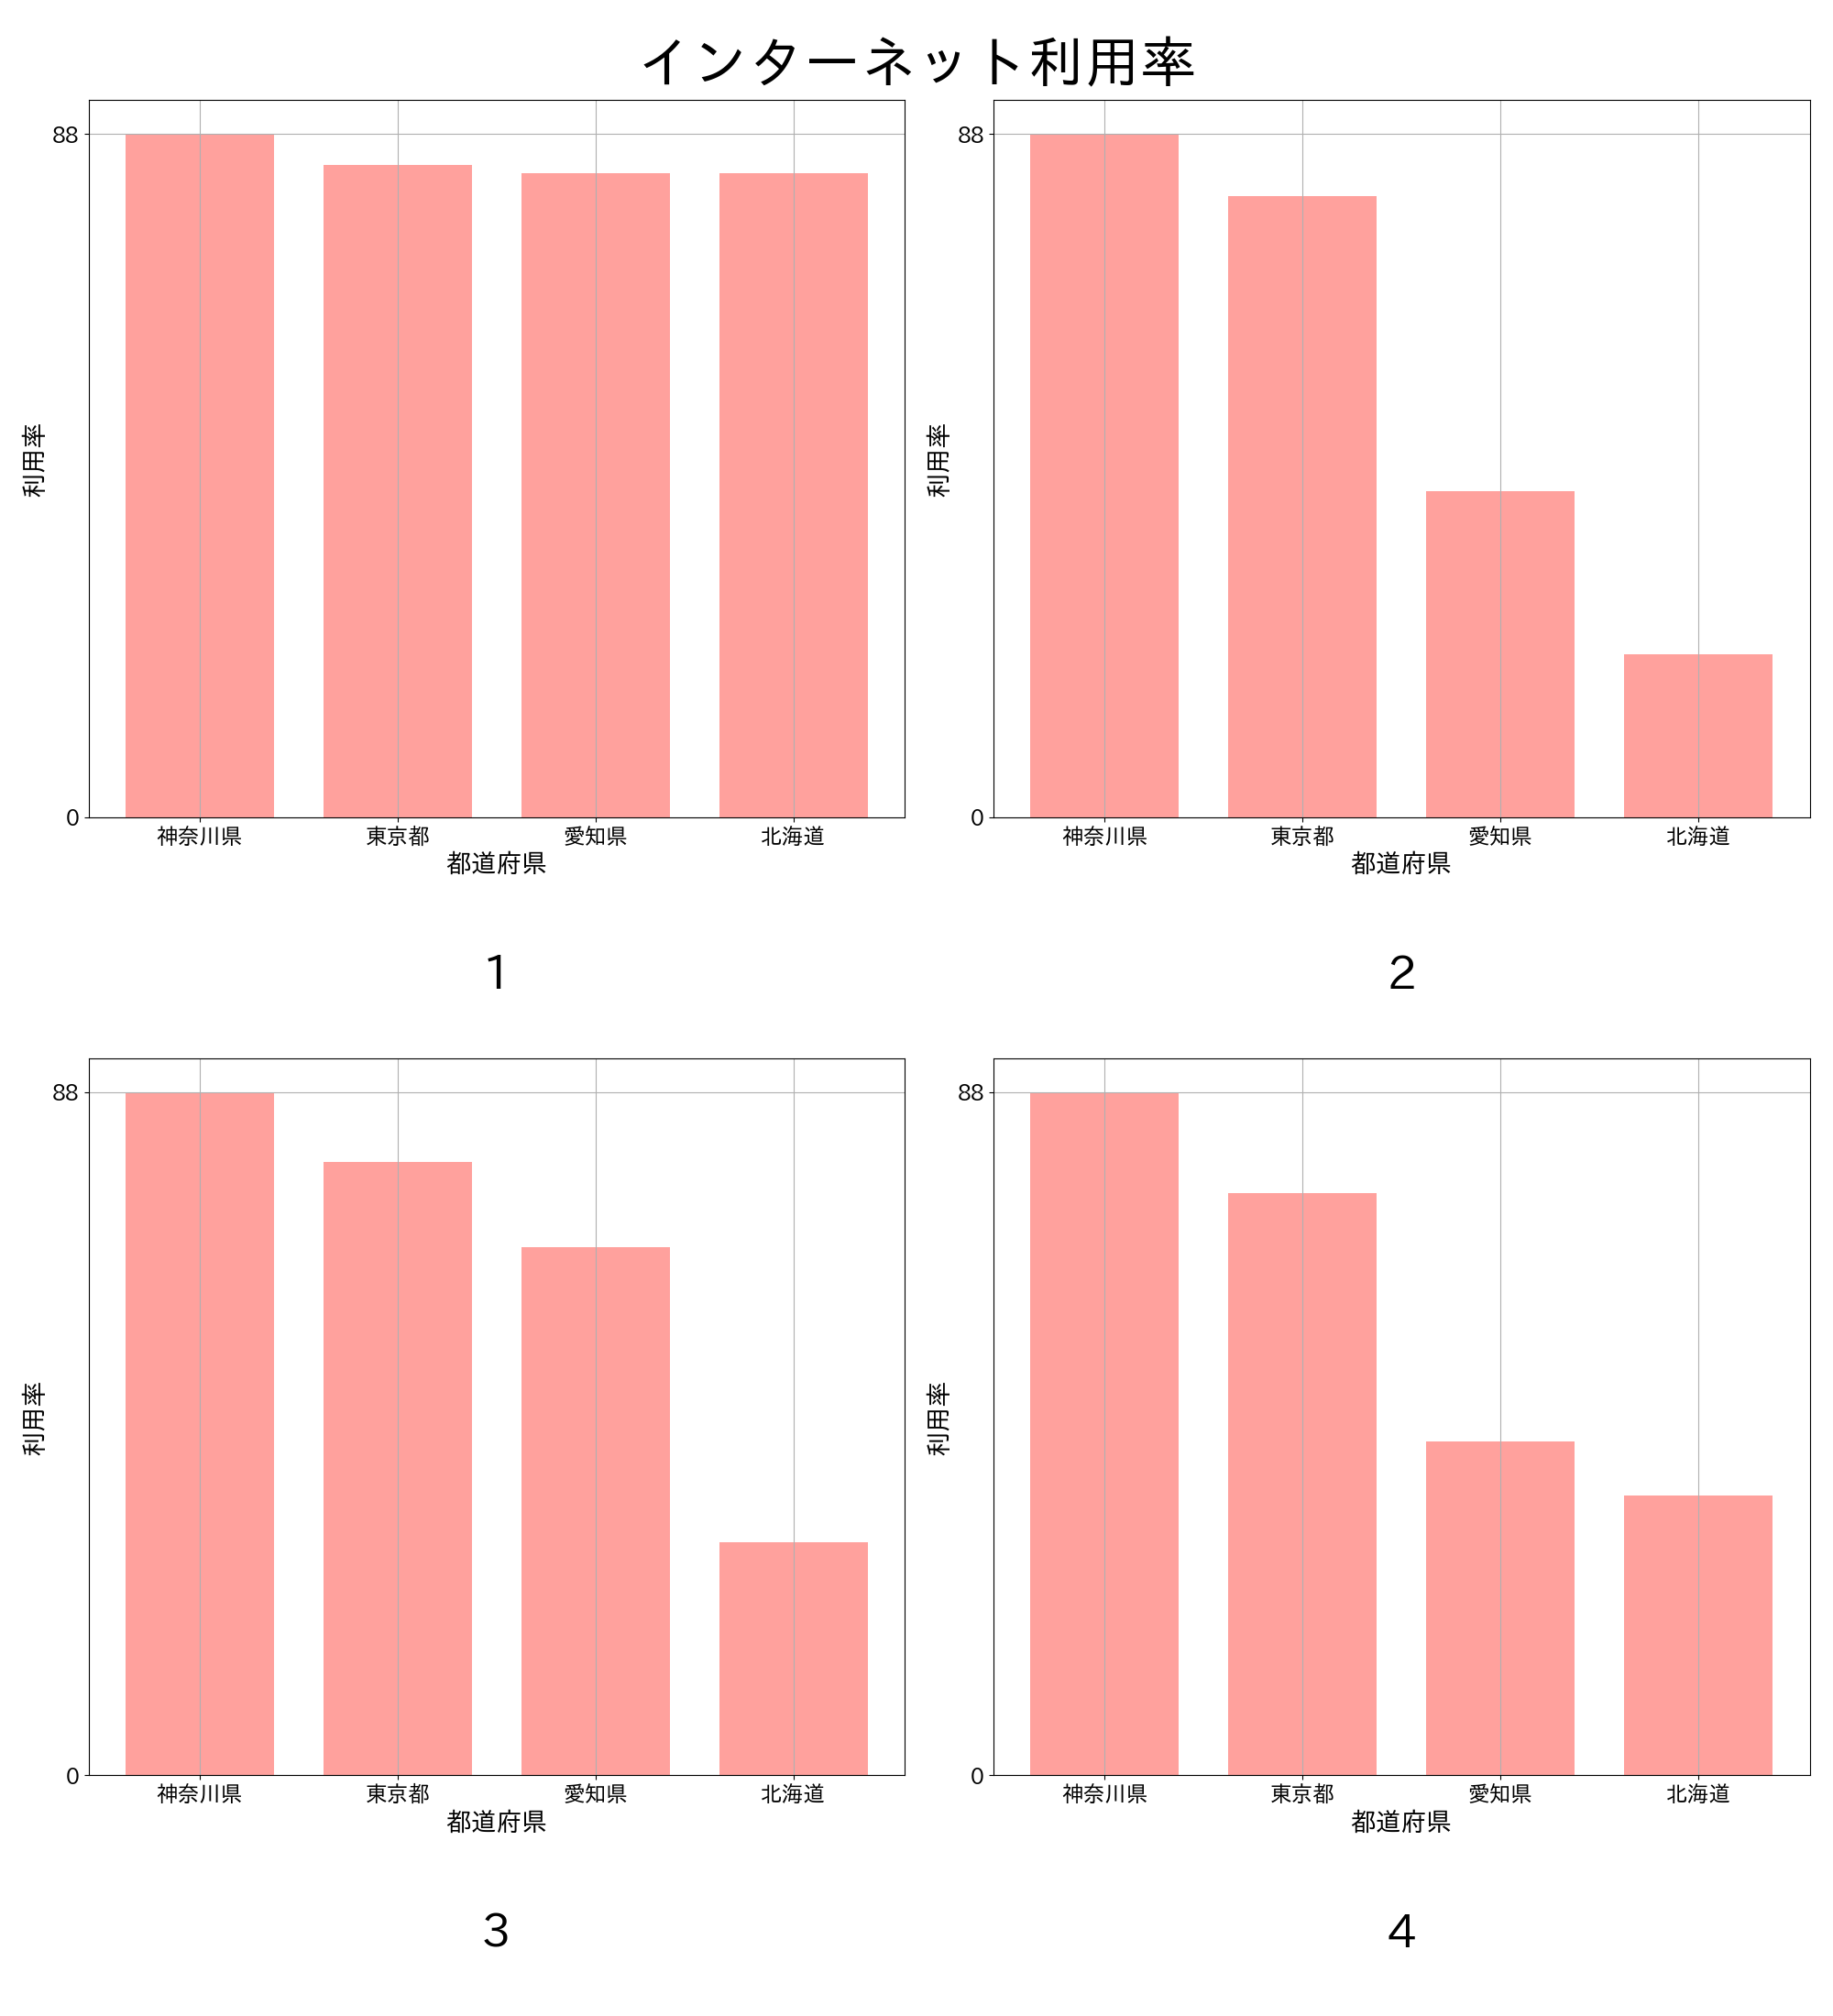 インターネット利用率
88
0
利用率
神奈川県 東京都 愛知県 北海道
都道府県
1
88
0
利用率
神奈川県 東京都 愛知県 北海道
都道府県
2
88
0
利用率
神奈川県 東京都 愛知県 北海道
都道府県
3
88
0
利用率
神奈川県 東京都 愛知県 北海道
都道府県
4